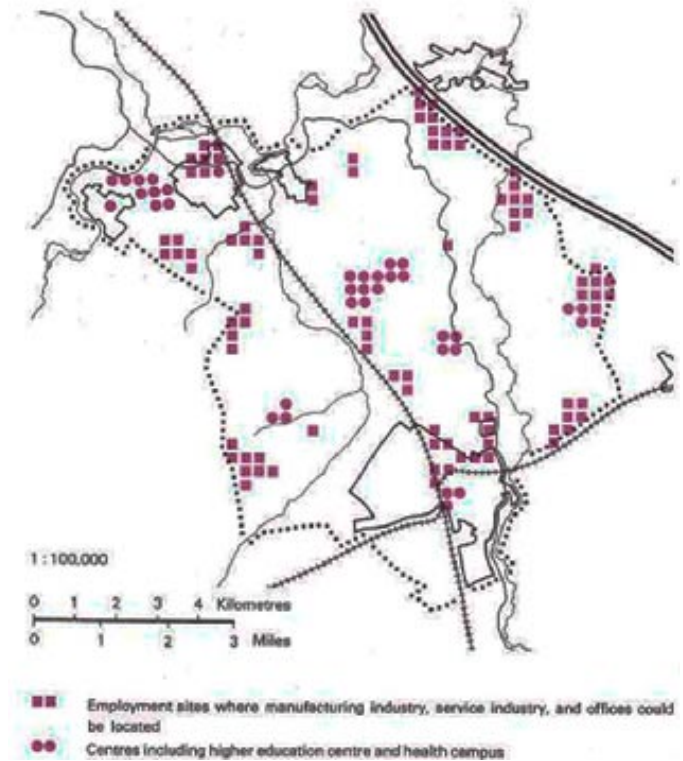 1 : 100,000
0 1 2 3 4 Kilometres
0 1 2 3 Miles
Employment sites where manufacturing industry, service industry, and offices could
be located
Centres including higher education centre and health campus